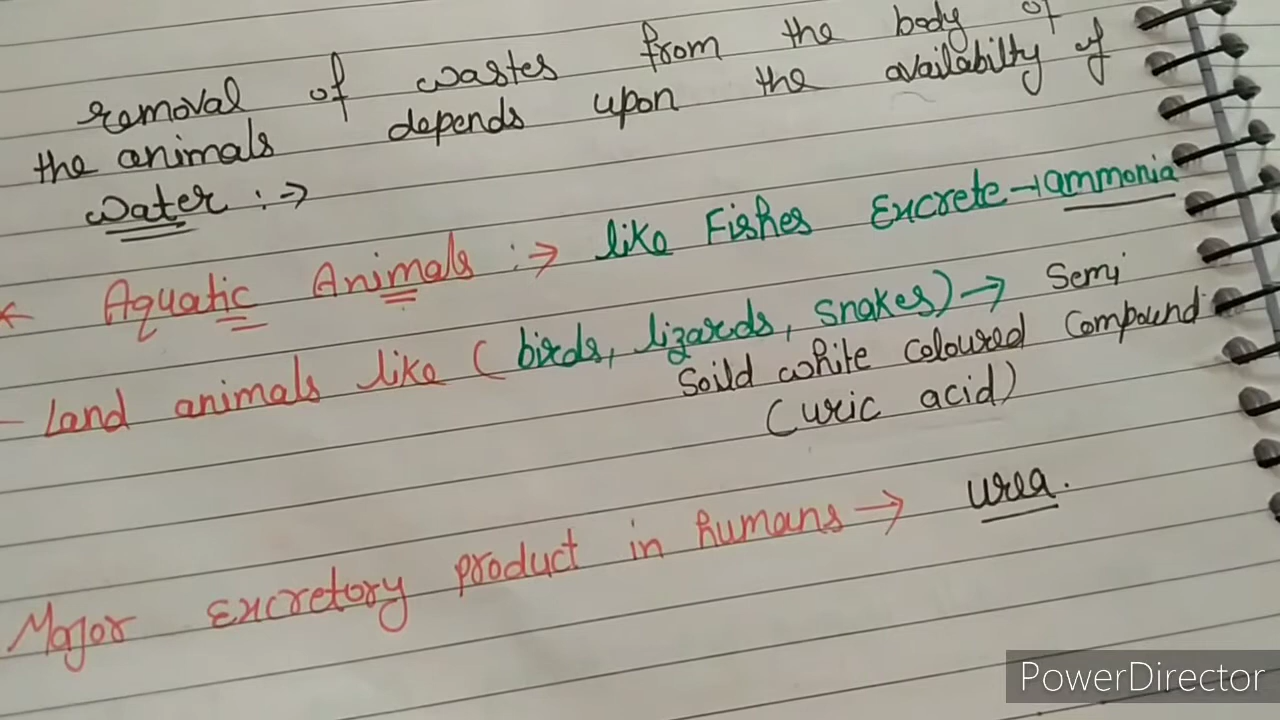 removal of wastes from the body of
the animals depends upon the availabilty of
water :→
Aquatic Animals :→ like Fishes Excrete → ammonia
Land animals like (birds, lizards, snakes) → Semi
Soild white coloured Compound
(uric acid)
Major excretory product in humans → urea.
PowerDirector